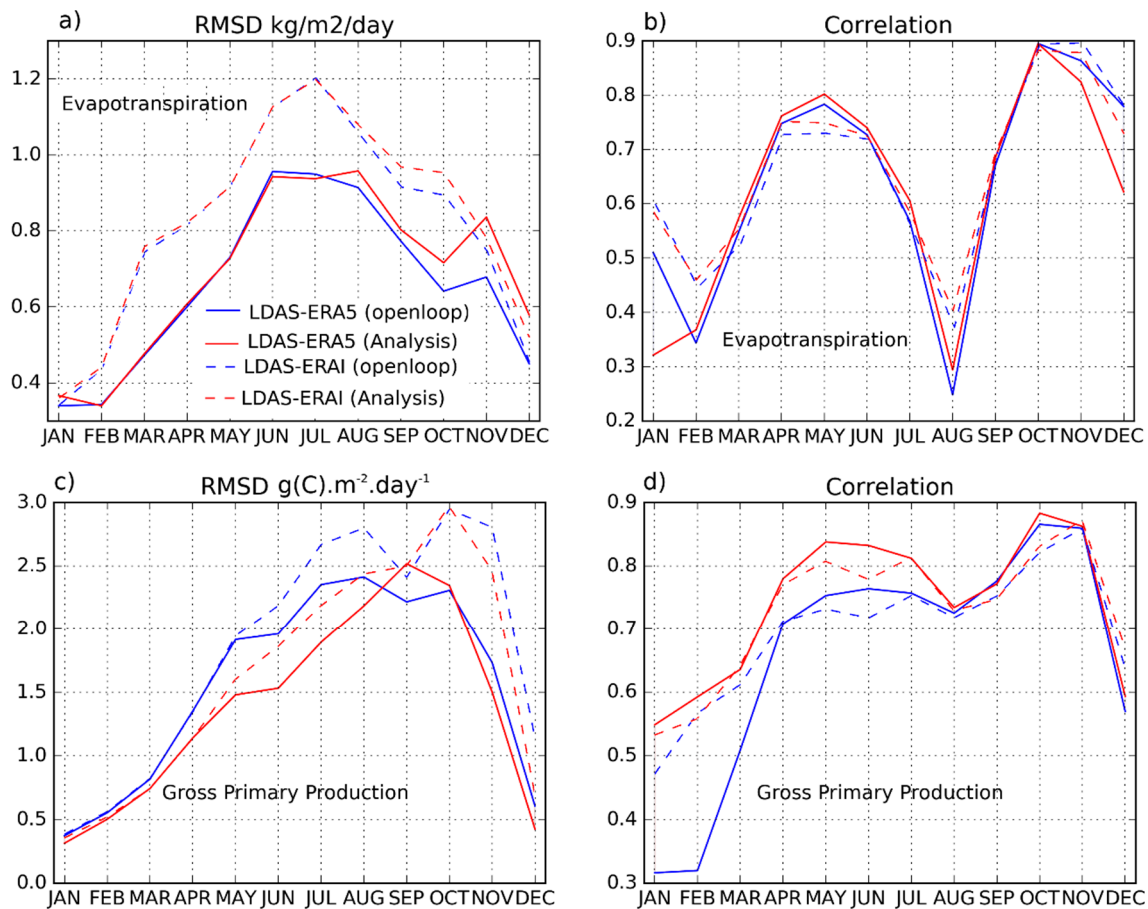 a) RMSD kg/m2/day
1.2
1.0
0.8
0.6
0.4
Evapotranspiration
LDAS-ERA5 (openloop)
LDAS-ERA5 (Analysis)
LDAS-ERAI (openloop)
LDAS-ERAI (Analysis)
JAN FEB MAR APR MAY JUN JUL AUG SEP OCT NOV DEC
b) Correlation
0.9
0.8
0.7
0.6
0.5
0.4
0.3
0.2
Evapotranspiration
JAN FEB MAR APR MAY JUN JUL AUG SEP OCT NOV DEC
c) RMSD g(C).m⁻².day⁻¹
3.0
2.5
2.0
1.5
1.0
0.5
0.0
Gross Primary Production
JAN FEB MAR APR MAY JUN JUL AUG SEP OCT NOV DEC
d) Correlation
0.9
0.8
0.7
0.6
0.5
0.4
0.3
Gross Primary Production
JAN FEB MAR APR MAY JUN JUL AUG SEP OCT NOV DEC